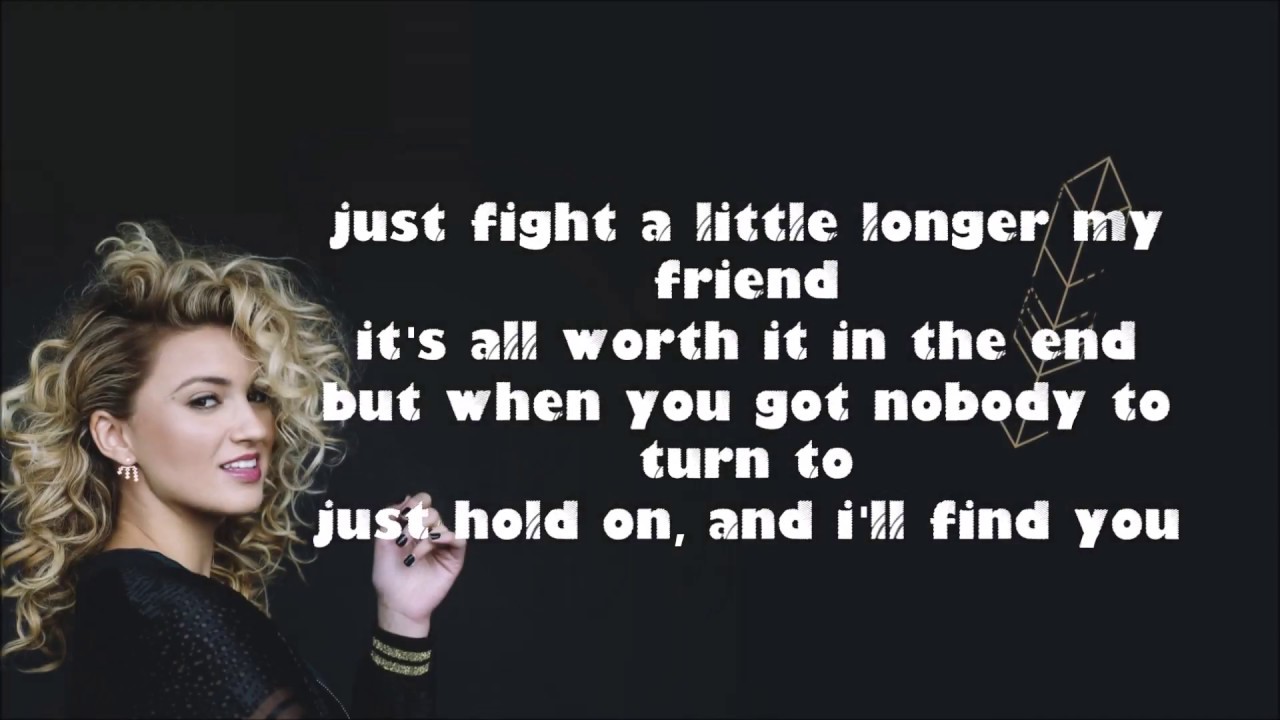 just fight a little longer my
friend
it's all worth it in the end
but when you got nobody to
turn to
just hold on, and i'll find you